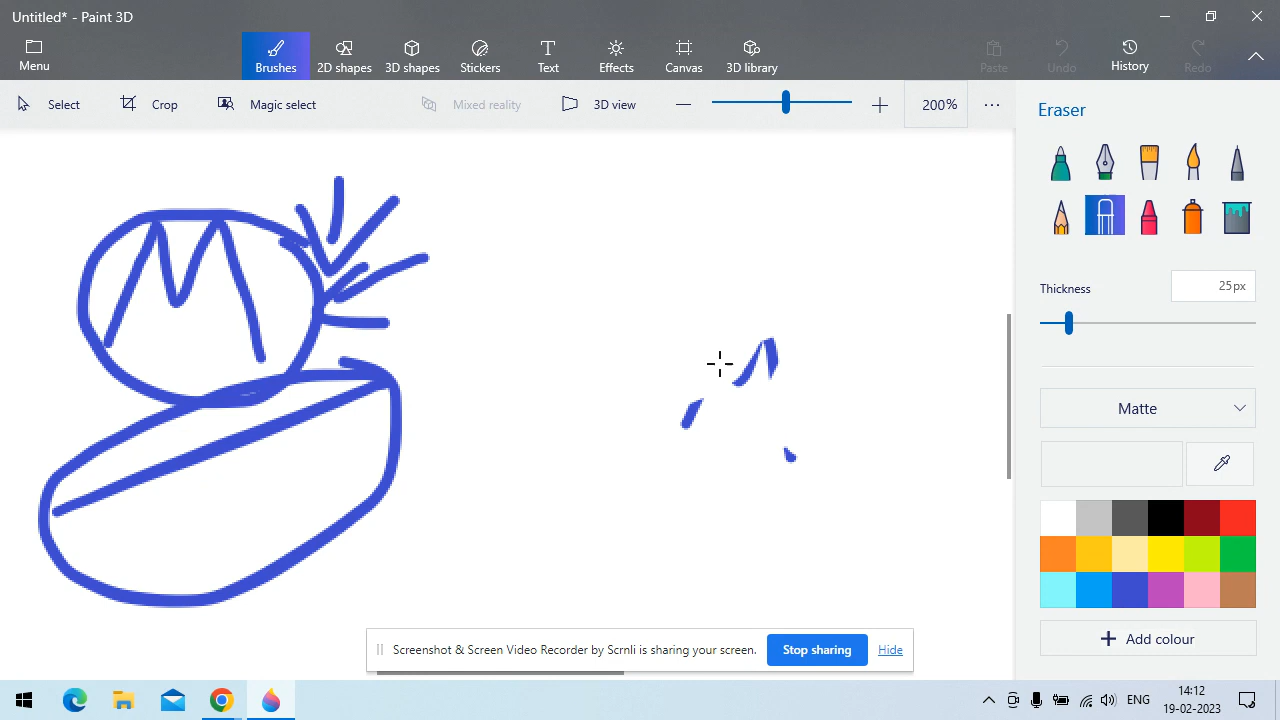 Untitled* - Paint 3D
Menu
Brushes
2D shapes
3D shapes
Stickers
Text
Effects
Canvas
3D library
Paste
Undo
History
Redo
Select
Crop
Magic select
Mixed reality
3D view
200%
Eraser
Thickness
25px
Matte
Add colour
Screenshot & Screen Video Recorder by Scrnli is sharing your screen.
Stop sharing
Hide
ENG
14:12
19-02-2023